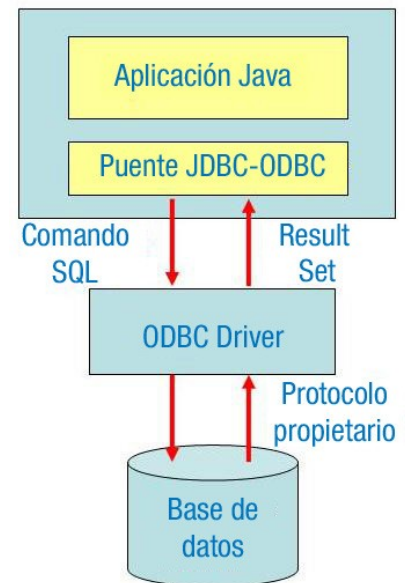 Aplicación Java
Puente JDBC-ODBC
Comando
SQL
Result
Set
ODBC Driver
Protocolo
propietario
Base de
datos